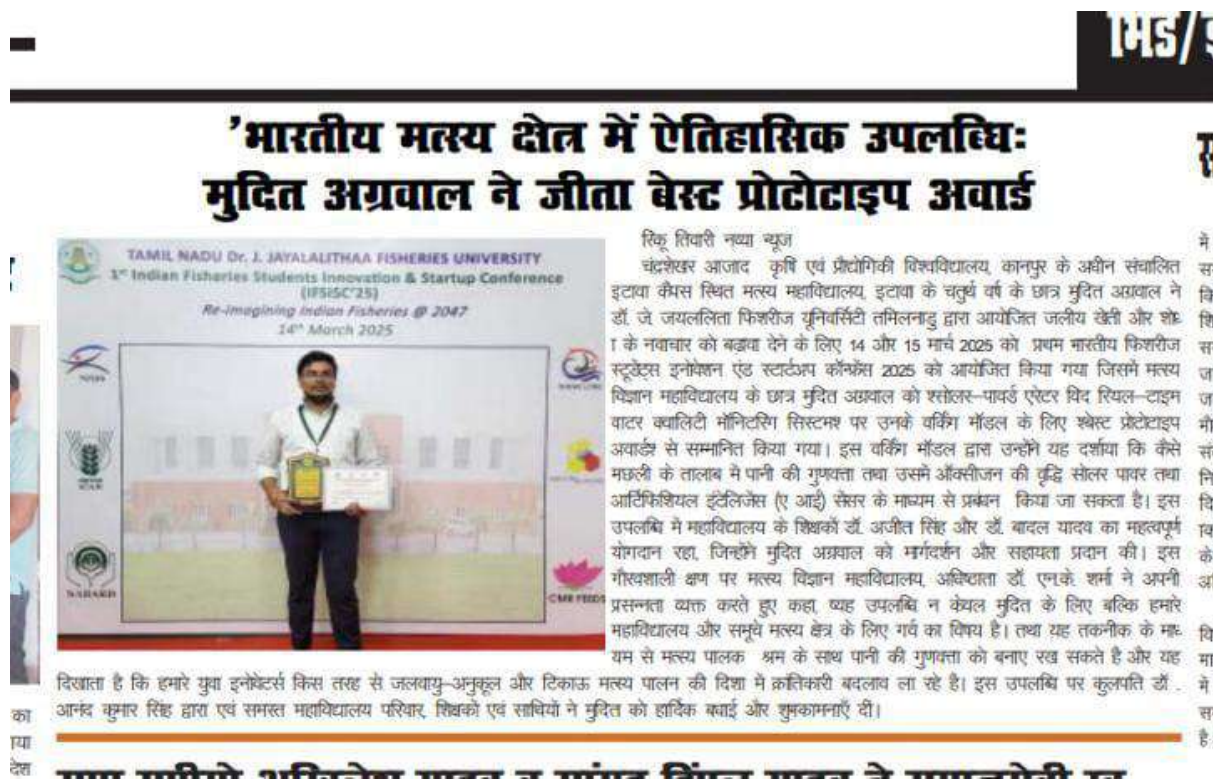 भिंड/इ
'भारतीय मत्स्य क्षेत्र में ऐतिहासिक उपलब्धिः
मुदित अग्रवाल ने जीता बेस्ट प्रोटोटाइप अवार्ड
TAMIL NADU Dr. J. JAYALALITHAA FISHERIES UNIVERSITY
1st Indian Fisheries Students Innovation & Startup Conference
(IFSISC'25)
Re-imagining Indian Fisheries @ 2047
14th March 2025
ICAR
NABARD
CMR FEEDS
रिंकू तिवारी नव्या न्यूज
चंद्रशेखर आजाद कृषि एवं प्रौद्योगिकी विश्वविद्यालय, कानपुर के अधीन संचालित
इटावा कैंपस स्थित मत्स्य महाविद्यालय, इटावा के चतुर्थ वर्ष के छात्र मुदित अग्रवाल ने
डॉ. जे. जयललिता फिशरीज यूनिवर्सिटी तमिलनाडु द्वारा आयोजित जलीय खेती और शोध
ा के नवाचार को बढ़ावा देने के लिए 14 और 15 मार्च 2025 को प्रथम भारतीय फिशरीज
स्टूडेंट्स इनोवेशन एंड स्टार्टअप कॉन्फ्रेंस 2025 को आयोजित किया गया जिसमें मत्स्य
विज्ञान महाविद्यालय के छात्र मुदित अग्रवाल को श्सोलर–पावर्ड एरेटर विद रियल–टाइम
वाटर क्वालिटी मॉनिटरिंग सिस्टमश् पर उनके वर्किंग मॉडल के लिए श्बेस्ट प्रोटोटाइप
अवार्डश् से सम्मानित किया गया। इस वर्किंग मॉडल द्वारा उन्होंने यह दर्शाया कि कैसे
मछली के तालाब में पानी की गुणवत्ता तथा उसमें ऑक्सीजन की वृद्धि सोलर पावर तथा
आर्टिफिशियल इंटेलिजेंस (ए आई) सेंसर के माध्यम से प्रबंधन किया जा सकता है। इस
उपलब्धि में महाविद्यालय के शिक्षकों डॉ. अजीत सिंह और डॉ. बादल यादव का महत्वपूर्ण
योगदान रहा, जिन्होंने मुदित अग्रवाल को मार्गदर्शन और सहायता प्रदान की। इस
गौरवशाली क्षण पर मत्स्य विज्ञान महाविद्यालय, अधिष्ठाता डॉ. एन.के. शर्मा ने अपनी
प्रसन्नता व्यक्त करते हुए कहा, ष्यह उपलब्धि न केवल मुदित के लिए बल्कि हमारे
महाविद्यालय और समूचे मत्स्य क्षेत्र के लिए गर्व का विषय है। तथा यह तकनीक के माध्
यम से मत्स्य पालक श्रम के साथ पानी की गुणवत्ता को बनाए रख सकते है और यह
दिखाता है कि हमारे युवा इनोवेटर्स किस तरह से जलवायु–अनुकूल और टिकाऊ मत्स्य पालन की दिशा में क्रांतिकारी बदलाव ला रहे है। इस उपलब्धि पर कुलपति डॉ .
आनंद कुमार सिंह द्वारा एवं समस्त महाविद्यालय परिवार, शिक्षकों एवं साथियों ने मुदित को हार्दिक बधाई और शुभकामनाएँ दीं।